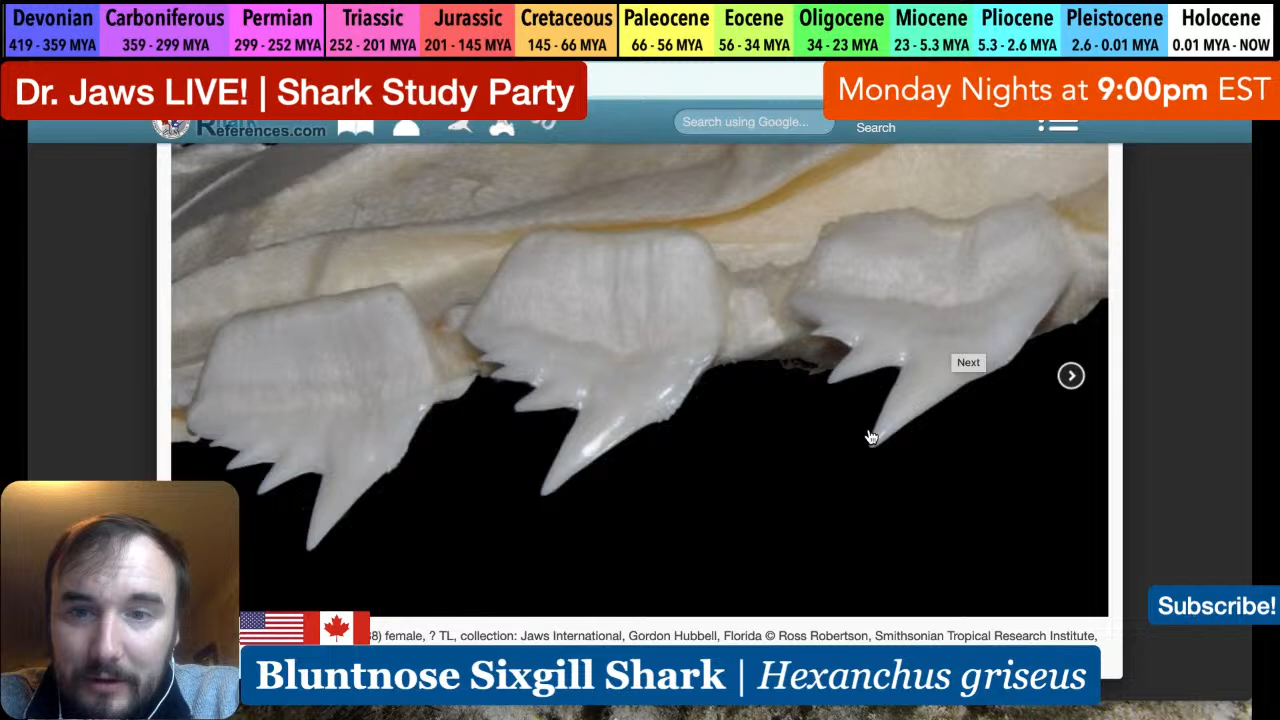 Devonian Carboniferous Permian Triassic Jurassic Cretaceous Paleocene Eocene Oligocene Miocene Pliocene Pleistocene Holocene
419 - 359 MYA 359 - 299 MYA 299 - 252 MYA 252 - 201 MYA 201 - 145 MYA 145 - 66 MYA 66 - 56 MYA 56 - 34 MYA 34 - 23 MYA 23 - 5.3 MYA 5.3 - 2.6 MYA 2.6 - 0.01 MYA 0.01 MYA - NOW
Dr. Jaws LIVE! | Shark Study Party
Monday Nights at 9:00pm EST
References.com
Search using Google...
Search
Next
Subscribe!
female, ? TL, collection: Jaws International, Gordon Hubbell, Florida © Ross Robertson, Smithsonian Tropical Research Institute,
Bluntnose Sixgill Shark | Hexanchus griseus